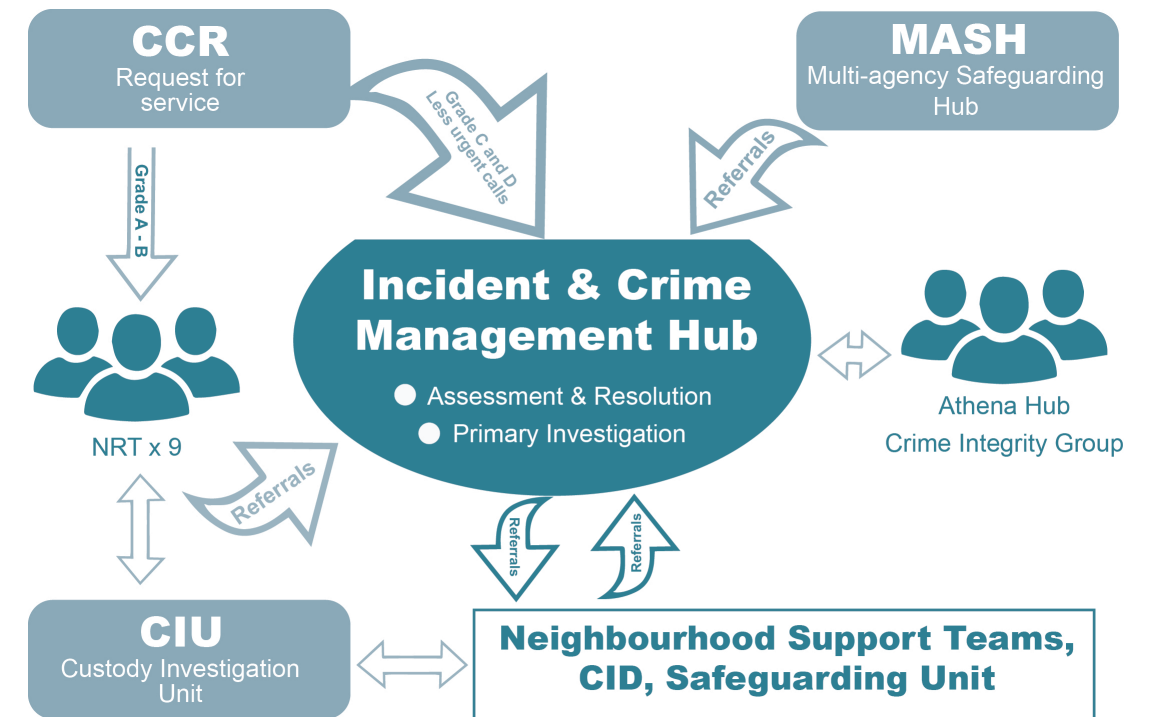 CCR
Request for
service
MASH
Multi-agency Safeguarding
Hub
Grade C and D
Less urgent calls
Referrals
Grade A - B
Incident & Crime
Management Hub
Assessment & Resolution
Primary Investigation
NRT x 9
Athena Hub
Crime Integrity Group
Referrals
Referrals
Referrals
CIU
Custody Investigation
Unit
Neighbourhood Support Teams,
CID, Safeguarding Unit